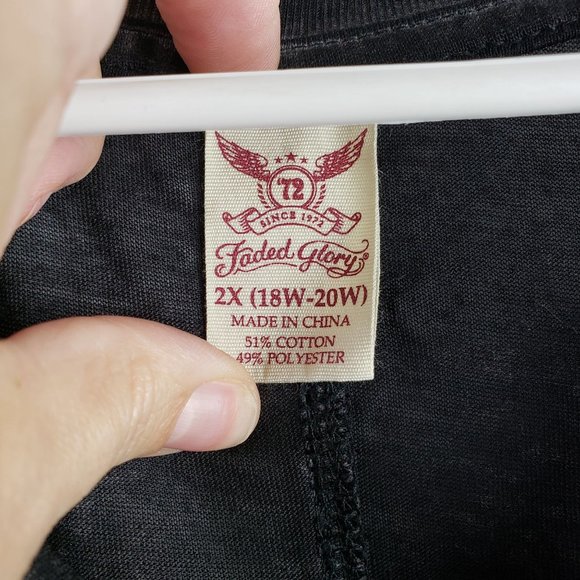 '72
SINCE 1972
Faded Glory
2X (18W-20W)
MADE IN CHINA
51% COTTON
49% POLYESTER